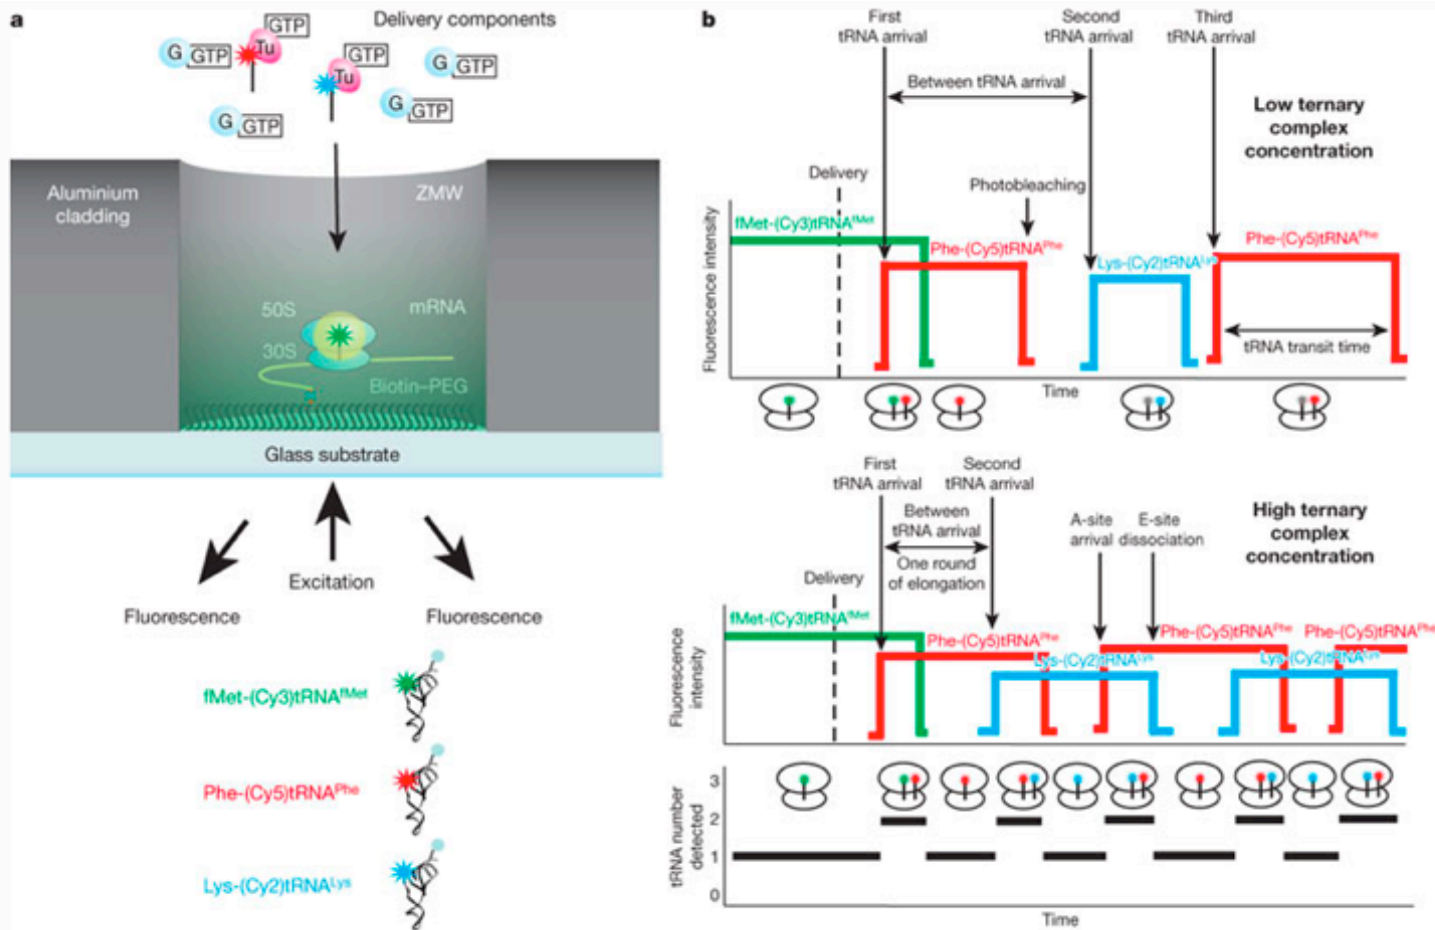 a
Delivery components
GTP
G
GTP
Tu
GTP
Tu
G
GTP
G
GTP
G
GTP
Aluminium
cladding
ZMW
50S
mRNA
30S
Biotin–PEG
Glass substrate
Excitation
Fluorescence
Fluorescence
fMet-(Cy3)tRNAfMet
Phe-(Cy5)tRNAPhe
Lys-(Cy2)tRNALys
b
First
tRNA arrival
Second
tRNA arrival
Third
tRNA arrival
Between tRNA arrival
Low ternary
complex
concentration
Delivery
Photobleaching
fMet-(Cy3)tRNAfMet
Phe-(Cy5)tRNAPhe
Lys-(Cy2)tRNALys
Phe-(Cy5)tRNAPhe
tRNA transit time
Fluorescence intensity
Time
First
tRNA arrival
Second
tRNA arrival
Between
tRNA arrival
One round
of elongation
A-site
arrival
E-site
dissociation
High ternary
complex
concentration
Delivery
fMet-(Cy3)tRNAfMet
Phe-(Cy5)tRNAPhe
Lys-(Cy2)tRNALys
Phe-(Cy5)tRNAPhe
Lys-(Cy2)tRNALys
Phe-(Cy5)tRNAPhe
Fluorescence
intensity
tRNA number
detected
3
2
1
0
Time